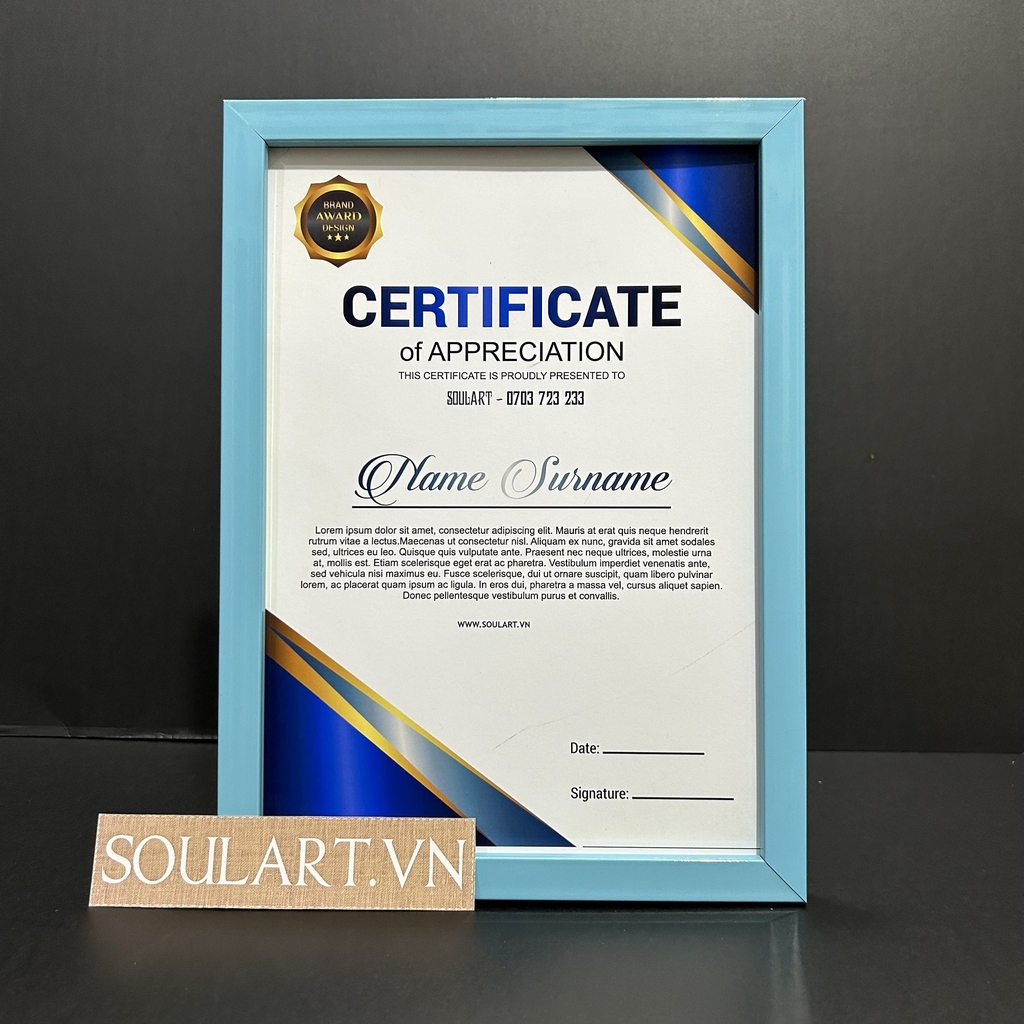 BRAND
AWARD
DESIGN
CERTIFICATE
of APPRECIATION
THIS CERTIFICATE IS PROUDLY PRESENTED TO
SOULART - 0703 723 233
Name Surname
Lorem ipsum dolor sit amet, consectetur adipiscing elit. Mauris at erat quis neque hendrerit
rutrum vitae a lectus.Maecenas ut consectetur nisl. Aliquam ex nunc, gravida sit amet sodales
sed, ultrices eu leo. Quisque quis vulputate ante. Praesent nec neque ultrices, molestie urna
at, mollis est. Etiam scelerisque eget erat ac pharetra. Vestibulum imperdiet venenatis ante,
sed vehicula nisi maximus eu. Fusce scelerisque, dui ut ornare suscipit, quam libero pulvinar
lorem, ac placerat quam ipsum ac ligula. In eros dui, pharetra a massa vel, cursus aliquet sapien.
Donec pellentesque vestibulum purus et convallis.
WWW.SOULART.VN
Date:
Signature:
SOULART.VN